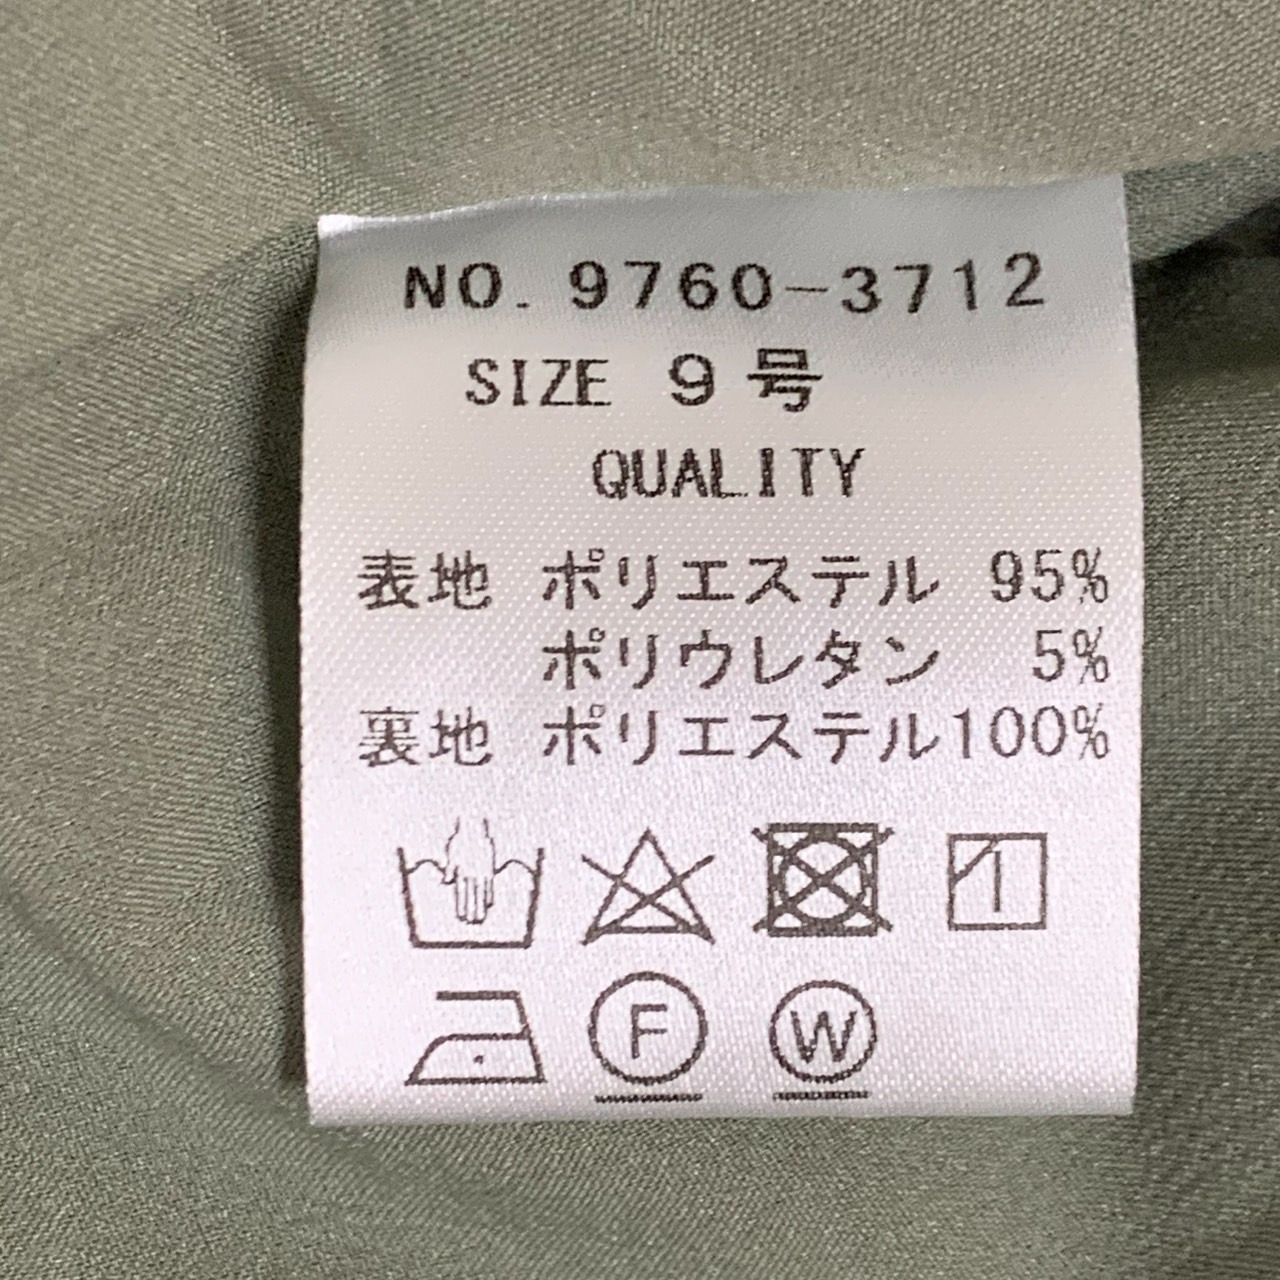 NO. 9760-3712
SIZE 9号
QUALITY
表地 ポリエステル 95%
ポリウレタン 5%
裏地 ポリエステル100%
F W